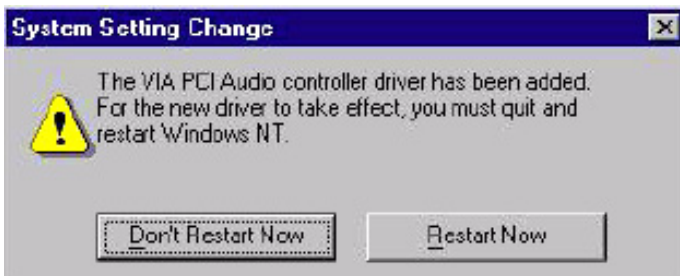 System Setting Change
The VIA PCI Audio controller driver has been added.
For the new driver to take effect, you must quit and
restart Windows NT.
Don't Restart Now
Restart Now